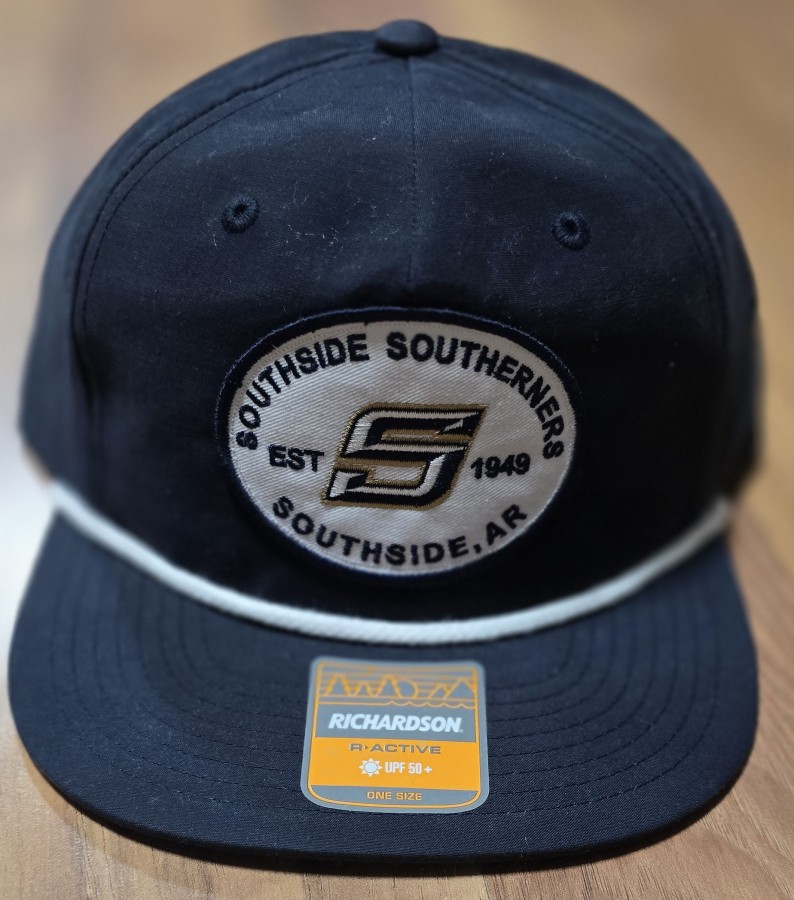 SOUTHSIDE SOUTHERNERS
EST S 1949
SOUTHSIDE, AR
RICHARDSON
R▸ACTIVE
UPF 50+
ONE SIZE